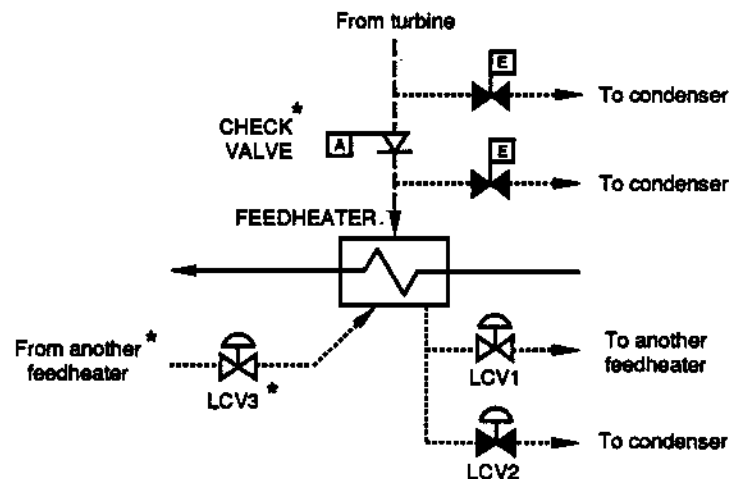 From turbine
E
To condenser
CHECK*
VALVE
A
E
To condenser
FEEDHEATER.
From another*
feedheater
LCV3*
LCV1
To another
feedheater
LCV2
To condenser